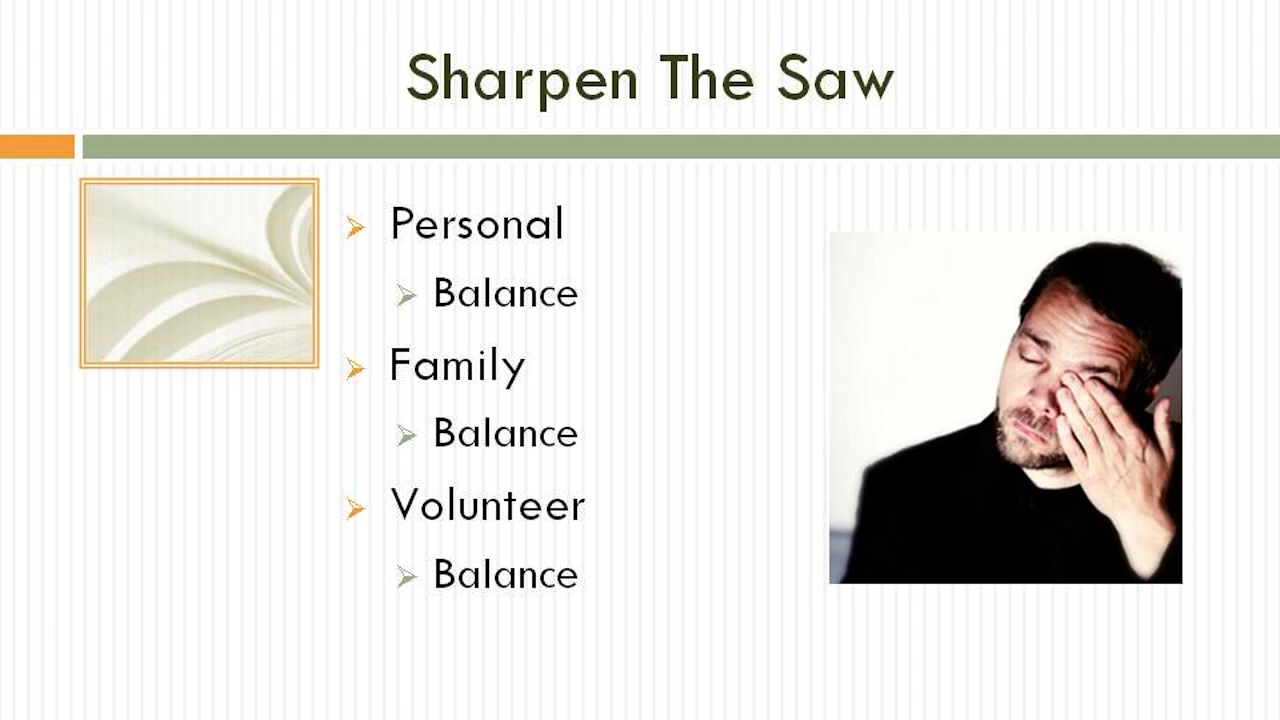 Sharpen The Saw
Personal
Balance
Family
Balance
Volunteer
Balance